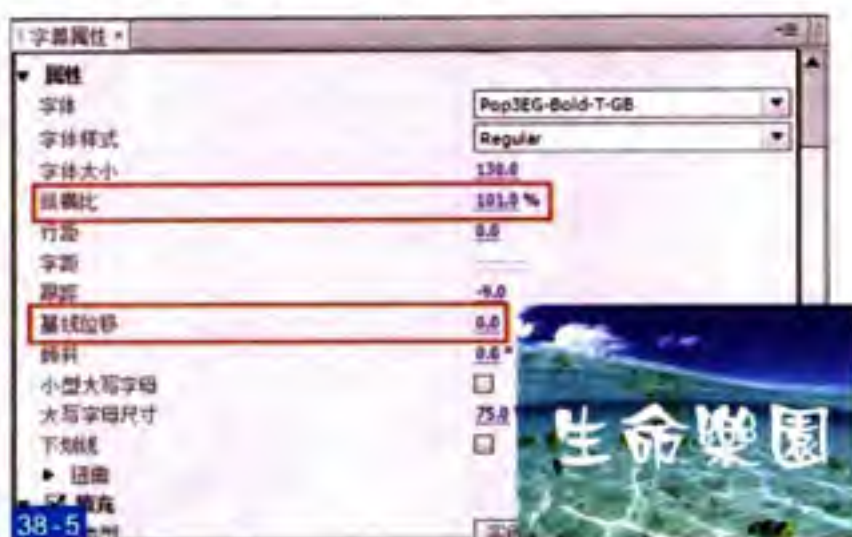 字幕属性 ×
属性
字体 Pop3EG-Bold-T-GB
字体样式 Regular
字体大小 130.0
纵横比 101.0 %
行距 0.0
字距
跟踪 -9.0
基线位移 0.0
倾斜 0.0 °
小型大写字母
大写字母尺寸 75.0
下划线
扭曲
填充
38-5
生命樂園